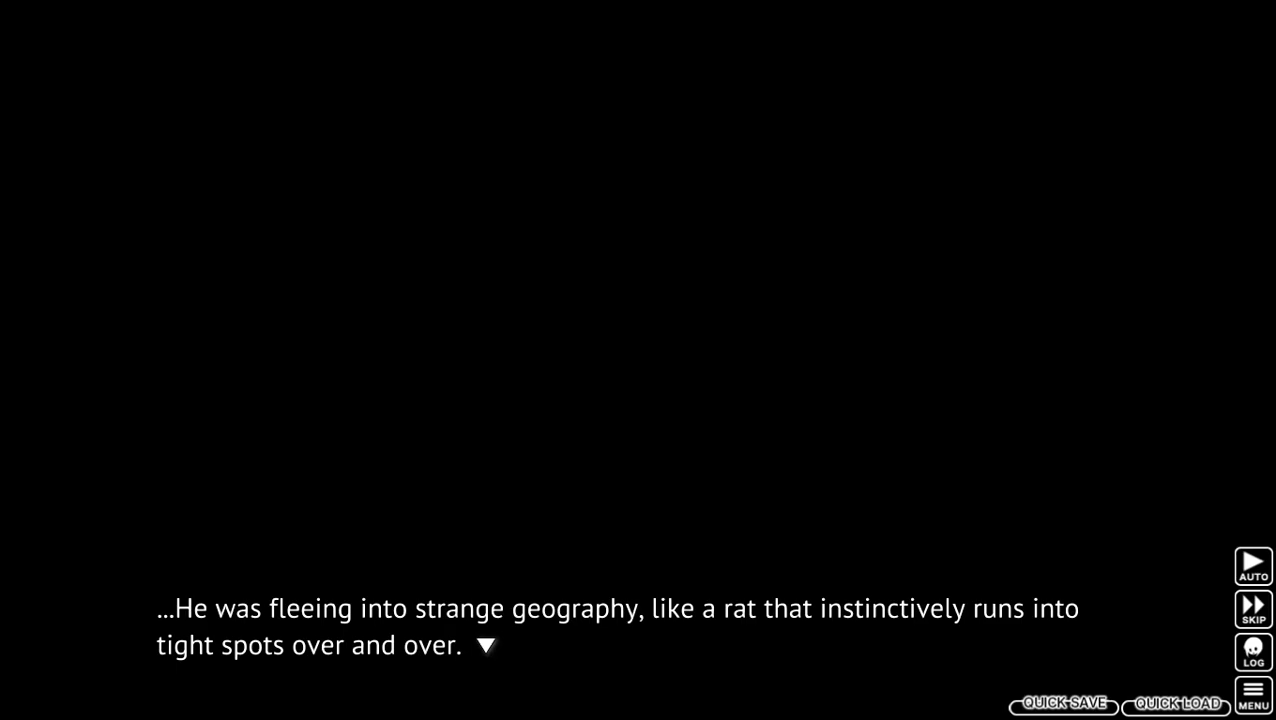 ...He was fleeing into strange geography, like a rat that instinctively runs into
tight spots over and over.
AUTO
SKIP
LOG
MENU
QUICK SAVE
QUICK LOAD